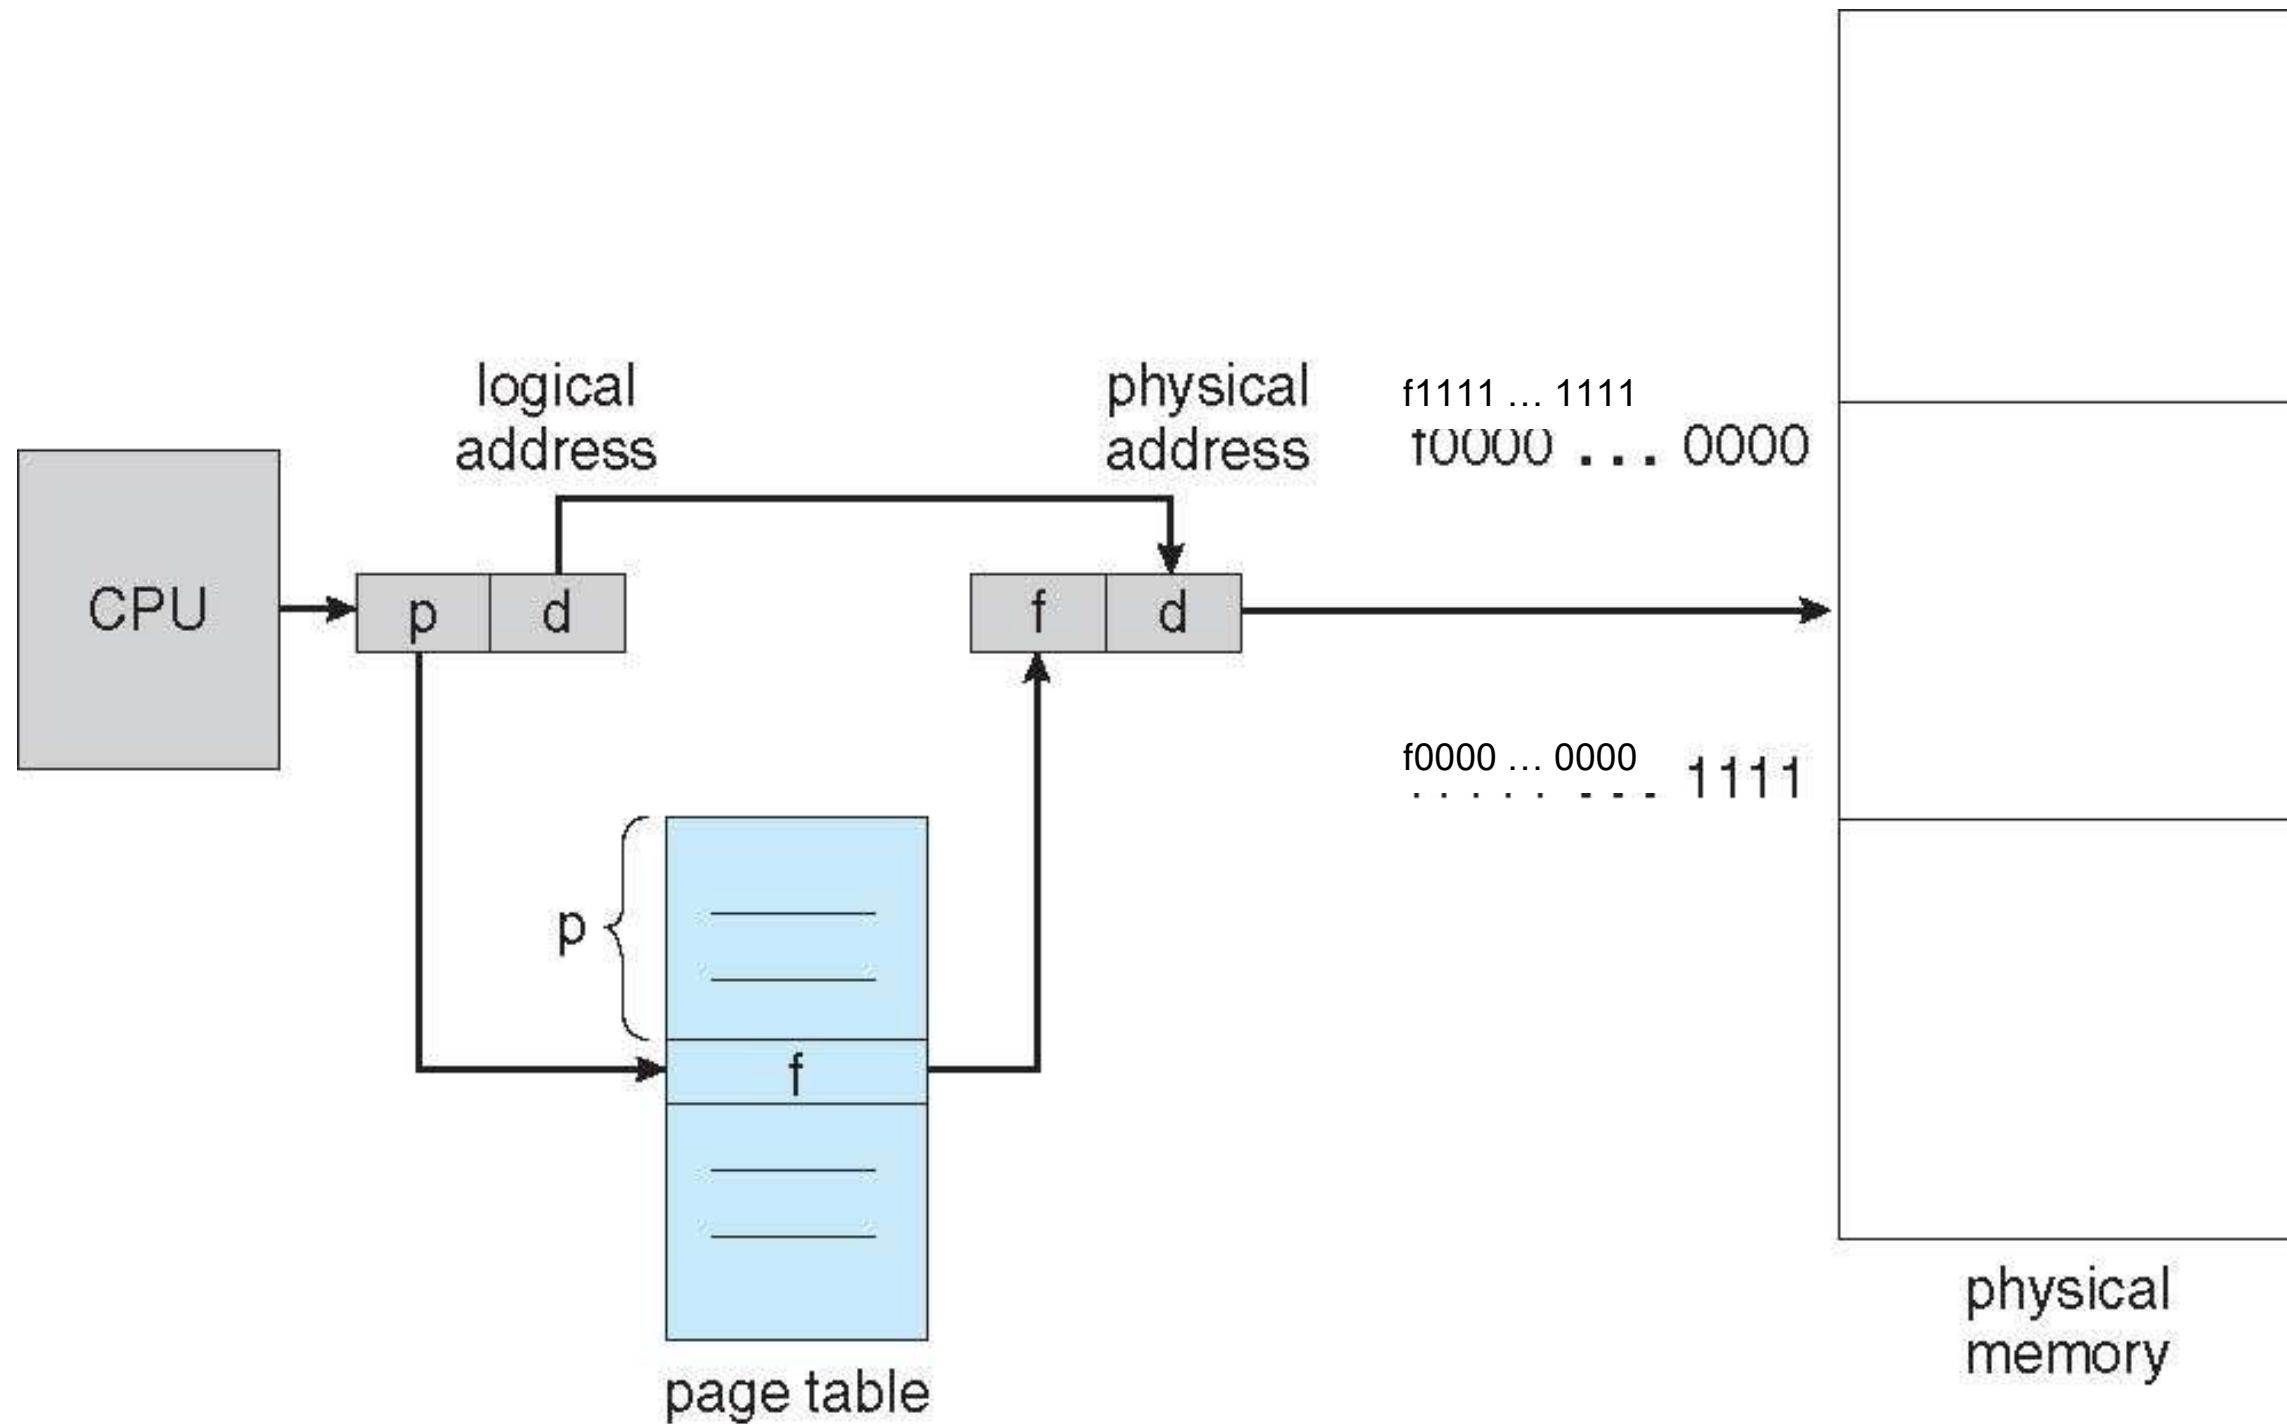 logical
address
physical
address
f1111 ... 1111
f0000 ... 0000
CPU
p
d
f
d
f0000 ... 0000
1111
p
f
page table
physical
memory